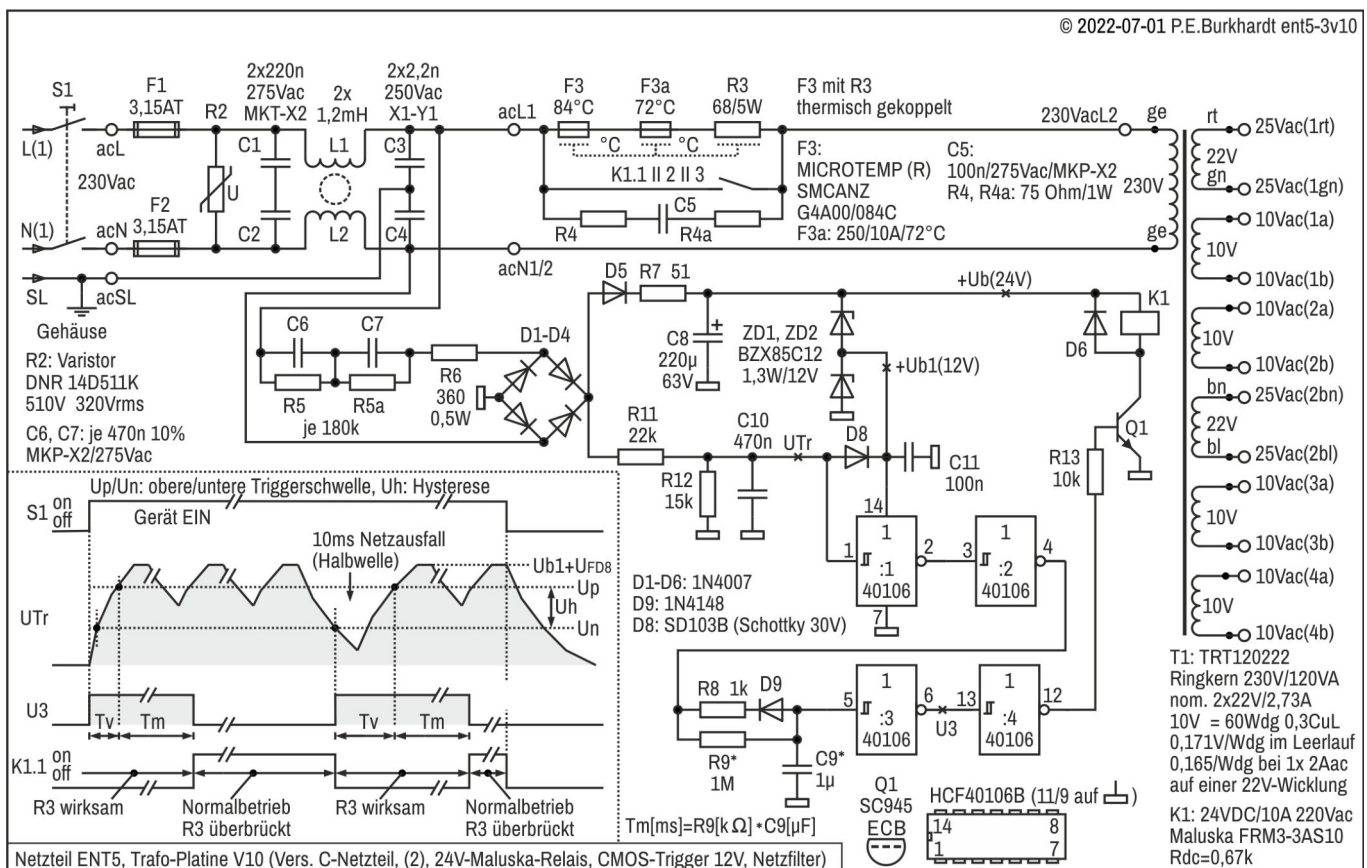 © 2022-07-01 P.E.Burkhardt ent5-3v10
S1
F1
3,15AT
R2
2x220n
275Vac
MKT-X2
2x
1,2mH
2x2,2n
250Vac
X1-Y1
acL1
F3
84°C
F3a
72°C
R3
68/5W
F3 mit R3
thermisch gekoppelt
230VacL2
ge
rt
25Vac(1rt)
L(1)
acL
C1
L1
C3
°C
°C
22V
gn
25Vac(1gn)
230Vac
U
K1.1 II 2 II 3
F3:
MICROTEMP (R)
SMCANZ
G4A00/084C
F3a: 250/10A/72°C
C5:
100n/275Vac/MKP-X2
R4, R4a: 75 Ohm/1W
230V
10Vac(1a)
10V
10Vac(1b)
N(1)
acN
F2
3,15AT
C2
L2
C4
R4
C5
R4a
acN1/2
ge
SL
acSL
Gehäuse
D5
R7 51
+Ub(24V)
K1
10Vac(2a)
10V
10Vac(2b)
R2: Varistor
DNR 14D511K
510V 320Vrms
C6, C7: je 470n 10%
MKP-X2/275Vac
C6
C7
R5
R5a
je 180k
R6
360
0,5W
D1-D4
C8
220µ
63V
+
ZD1, ZD2
BZX85C12
1,3W/12V
+Ub1(12V)
D6
bn
25Vac(2bn)
22V
bl
25Vac(2bl)
R11
22k
C10
470n
UTr
D8
C11
100n
Q1
R13
10k
R12
15k
10Vac(3a)
10V
10Vac(3b)
14
1
1
:1
40106
2
7
3
1
:2
40106
4
D1-D6: 1N4007
D9: 1N4148
D8: SD103B (Schottky 30V)
10Vac(4a)
10V
10Vac(4b)
Up/Un: obere/untere Triggerschwelle, Uh: Hysterese
S1 on
off
Gerät EIN
10ms Netzausfall
(Halbwelle)
Ub1+UFD8
Up
Uh
Un
UTr
U3
Tv
Tm
Tv
Tm
K1.1 on
off
R3 wirksam
Normalbetrieb
R3 überbrückt
R3 wirksam
Normalbetrieb
R3 überbrückt
R8 1k
D9
R9*
1M
C9*
1µ
5
1
:3
40106
6
U3
13
1
:4
40106
12
Tm[ms]=R9[k Ω]*C9[µF]
Q1
SC945
ECB
HCF40106B (11/9 auf ⊥)
14
8
1
7
T1: TRT120222
Ringkern 230V/120VA
nom. 2x22V/2,73A
10V = 60Wdg 0,3CuL
0,171V/Wdg im Leerlauf
0,165/Wdg bei 1x 2Aac
auf einer 22V-Wicklung
K1: 24VDC/10A 220Vac
Maluska FRM3-3AS10
Rdc=0,67k
Netzteil ENT5, Trafo-Platine V10 (Vers. C-Netzteil, (2), 24V-Maluska-Relais, CMOS-Trigger 12V, Netzfilter)